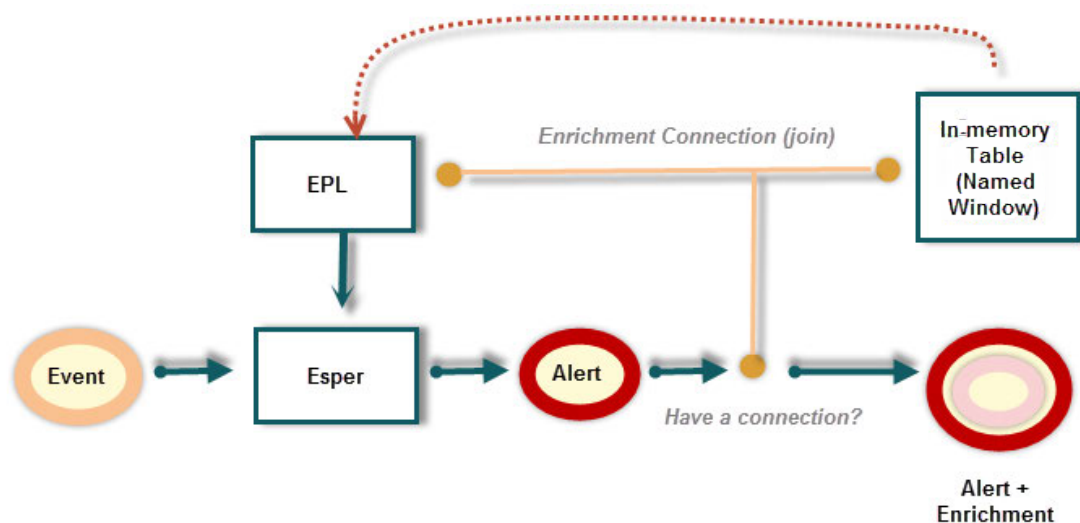 Enrichment Connection (join)
In-memory
Table
(Named
Window)
EPL
Event
Esper
Alert
Have a connection?
Alert +
Enrichment